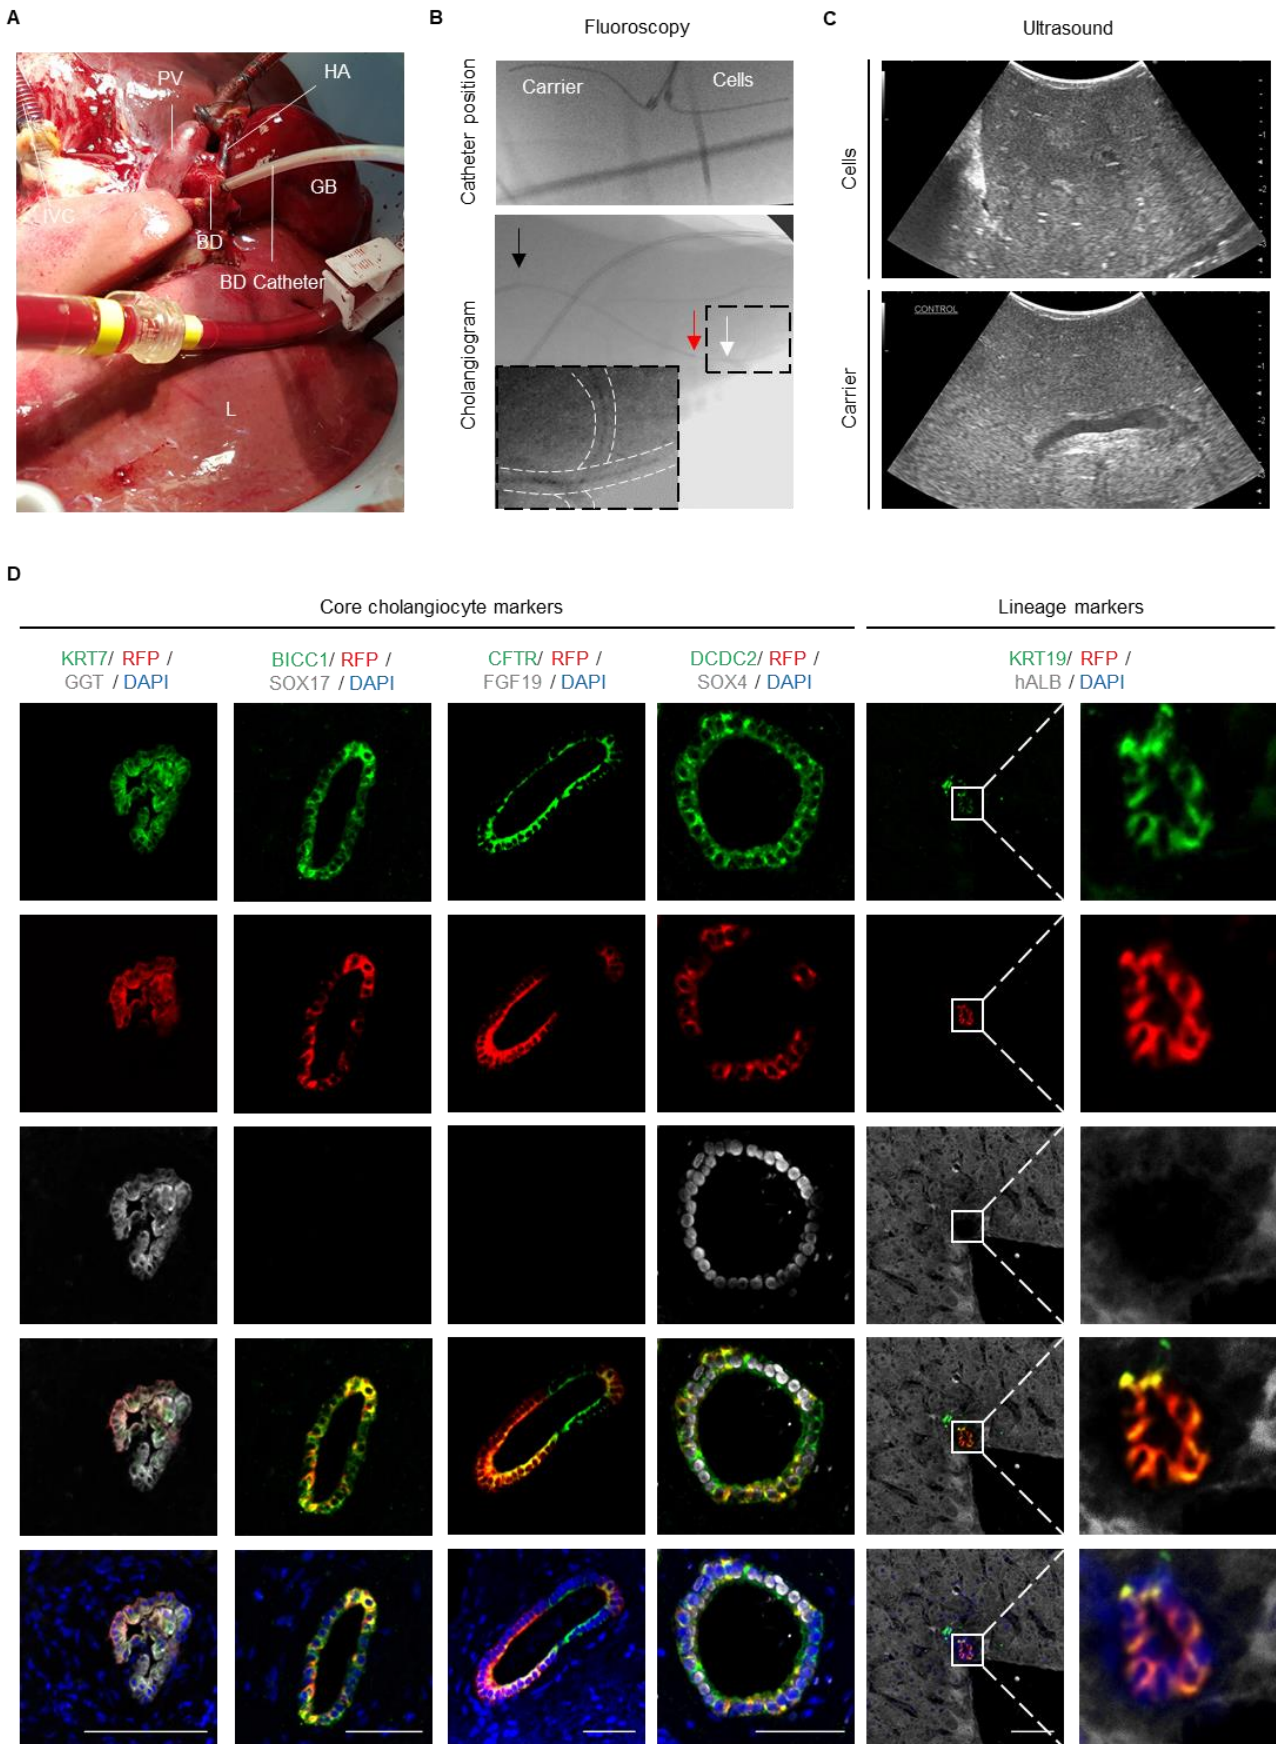 A
PV
HA
GB
IVC
BD
BD Catheter
L
B
Fluoroscopy
Catheter position
Carrier
Cells
Cholangiogram
C
Ultrasound
Cells
Carrier
CONTROL
D
Core cholangiocyte markers
Lineage markers
KRT7/ RFP /
GGT / DAPI
BICC1/ RFP /
SOX17 / DAPI
CFTR/ RFP /
FGF19 / DAPI
DCDC2/ RFP /
SOX4 / DAPI
KRT19/ RFP /
hALB / DAPI